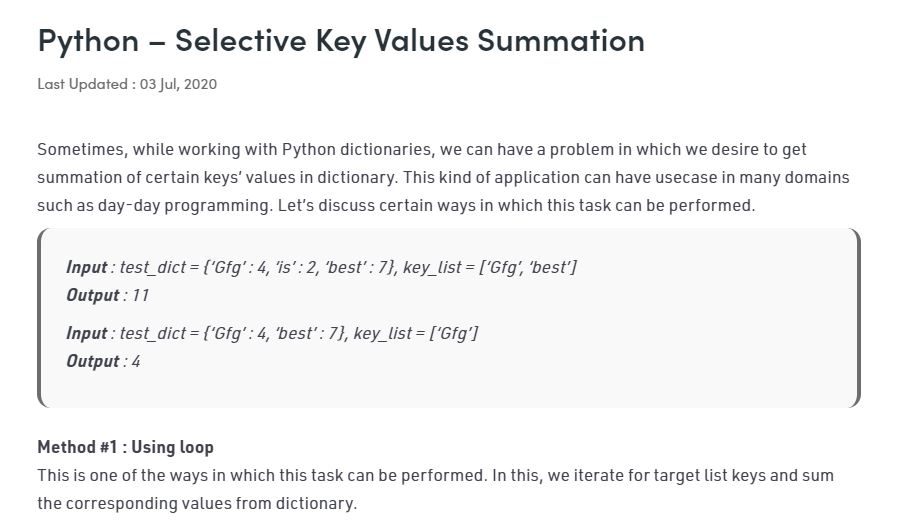 Python – Selective Key Values Summation
Last Updated : 03 Jul, 2020
Sometimes, while working with Python dictionaries, we can have a problem in which we desire to get
summation of certain keys’ values in dictionary. This kind of application can have usecase in many domains
such as day-day programming. Let’s discuss certain ways in which this task can be performed.
Input : test_dict = {‘Gfg’ : 4, ‘is’ : 2, ‘best’ : 7}, key_list = [‘Gfg’, ‘best’]
Output : 11
Input : test_dict = {‘Gfg’ : 4, ‘best’ : 7}, key_list = [‘Gfg’]
Output : 4
Method #1 : Using loop
This is one of the ways in which this task can be performed. In this, we iterate for target list keys and sum
the corresponding values from dictionary.